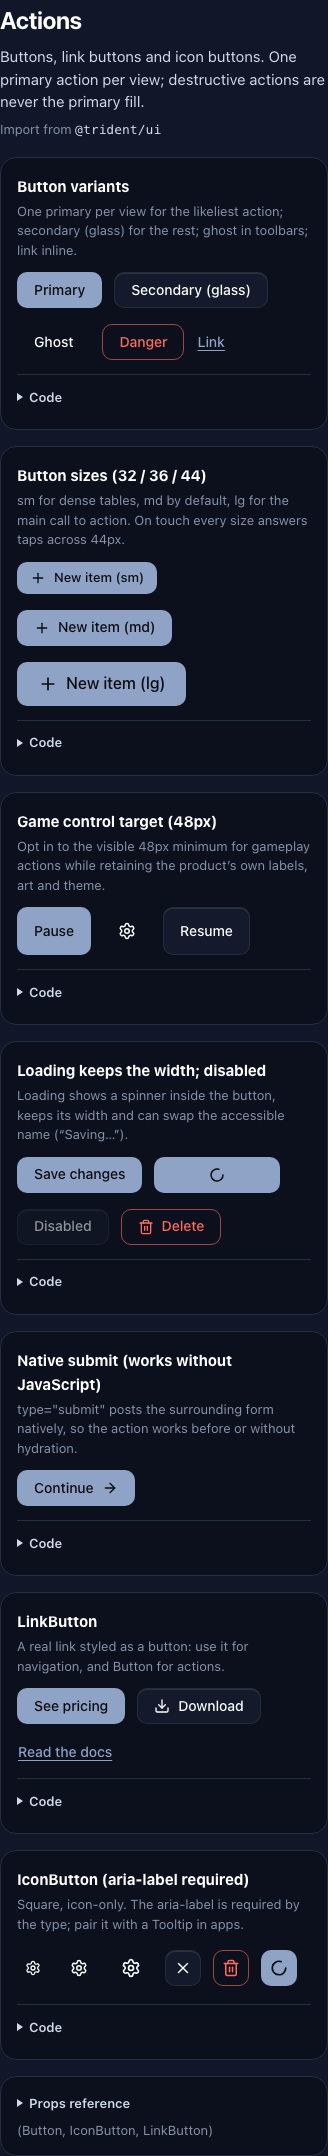 Actions
Buttons, link buttons and icon buttons. One
primary action per view; destructive actions are
never the primary fill.
Import from @trident/ui
Button variants
One primary per view for the likeliest action;
secondary (glass) for the rest; ghost in toolbars;
link inline.
Primary Secondary (glass)
Ghost Danger Link
Code
Button sizes (32 / 36 / 44)
sm for dense tables, md by default, lg for the
main call to action. On touch every size answers
taps across 44px.
New item (sm)
New item (md)
New item (lg)
Code
Game control target (48px)
Opt in to the visible 48px minimum for gameplay
actions while retaining the product’s own labels,
art and theme.
Pause Resume
Code
Loading keeps the width; disabled
Loading shows a spinner inside the button,
keeps its width and can swap the accessible
name (“Saving…”).
Save changes
Disabled Delete
Code
Native submit (works without
JavaScript)
type="submit" posts the surrounding form
natively, so the action works before or without
hydration.
Continue
Code
LinkButton
A real link styled as a button: use it for
navigation, and Button for actions.
See pricing Download
Read the docs
Code
IconButton (aria-label required)
Square, icon-only. The aria-label is required by
the type; pair it with a Tooltip in apps.
Code
Props reference
(Button, IconButton, LinkButton)